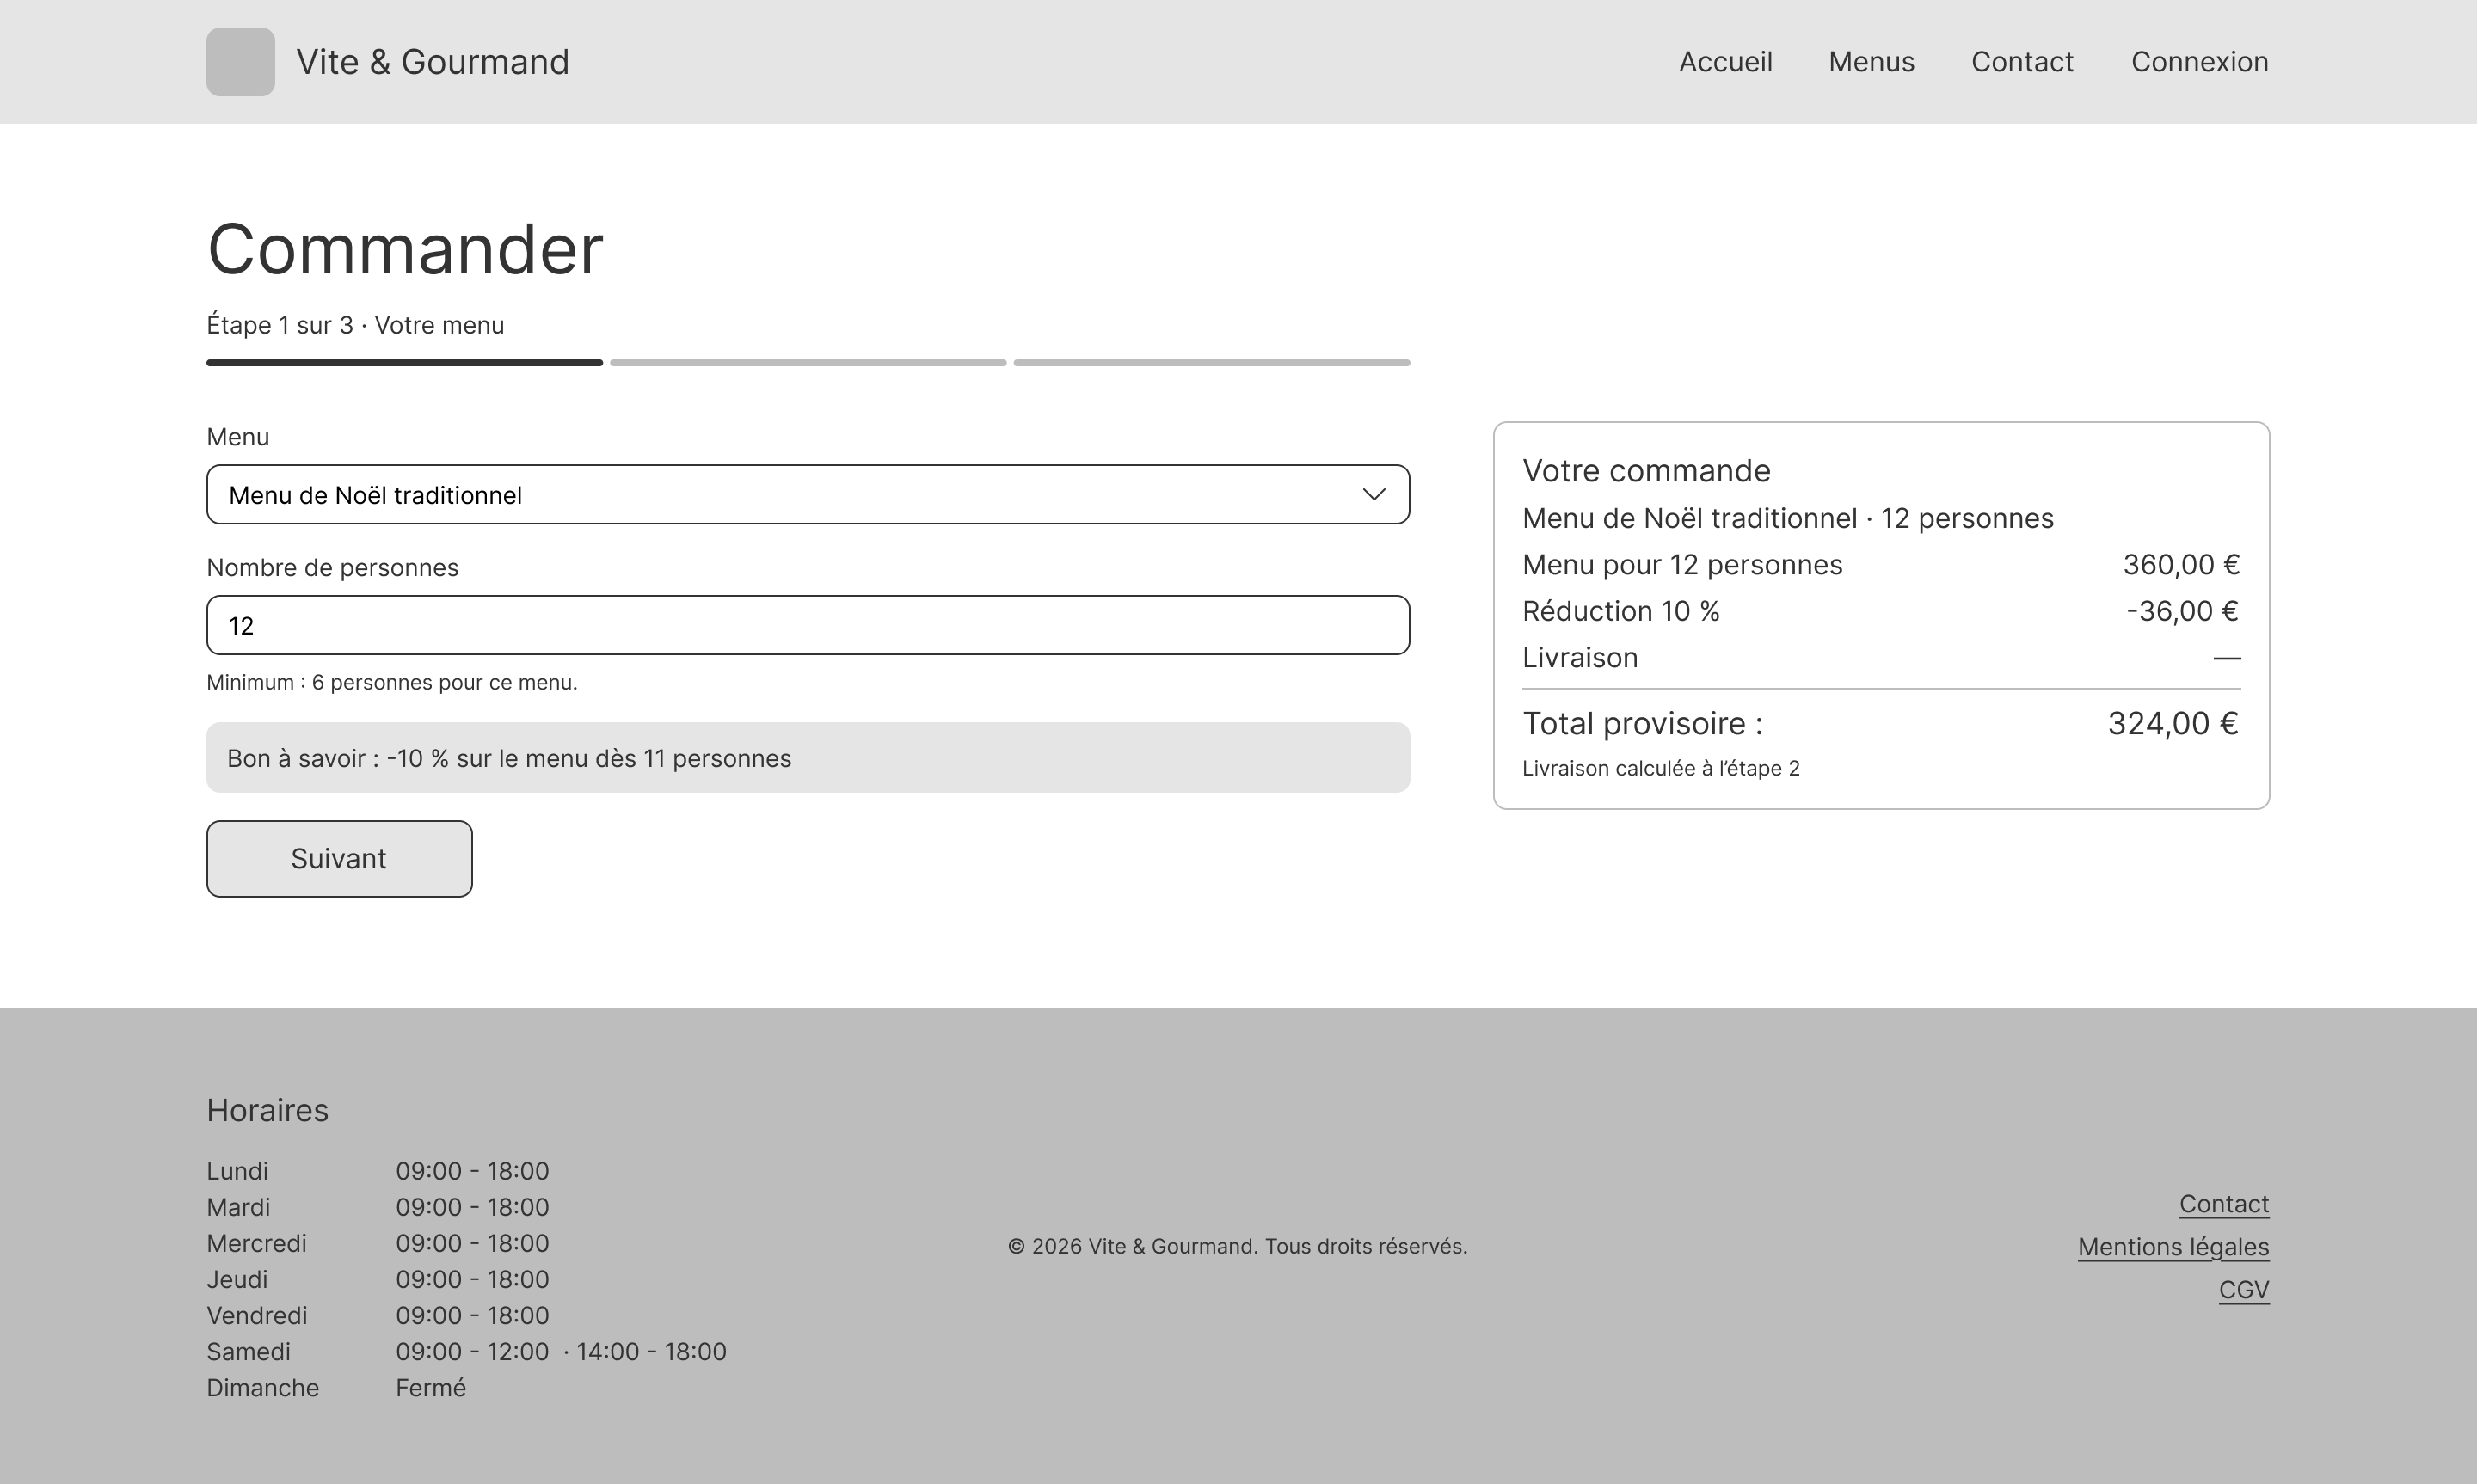 Vite & Gourmand
Accueil
Menus
Contact
Connexion
Commander
Étape 1 sur 3 · Votre menu
Menu
Menu de Noël traditionnel
Nombre de personnes
12
Minimum : 6 personnes pour ce menu.
Bon à savoir : -10 % sur le menu dès 11 personnes
Suivant
Votre commande
Menu de Noël traditionnel · 12 personnes
Menu pour 12 personnes 360,00 €
Réduction 10 % -36,00 €
Livraison —
Total provisoire : 324,00 €
Livraison calculée à l’étape 2
Horaires
Lundi 09:00 - 18:00
Mardi 09:00 - 18:00
Mercredi 09:00 - 18:00
Jeudi 09:00 - 18:00
Vendredi 09:00 - 18:00
Samedi 09:00 - 12:00 · 14:00 - 18:00
Dimanche Fermé
© 2026 Vite & Gourmand. Tous droits réservés.
Contact
Mentions légales
CGV